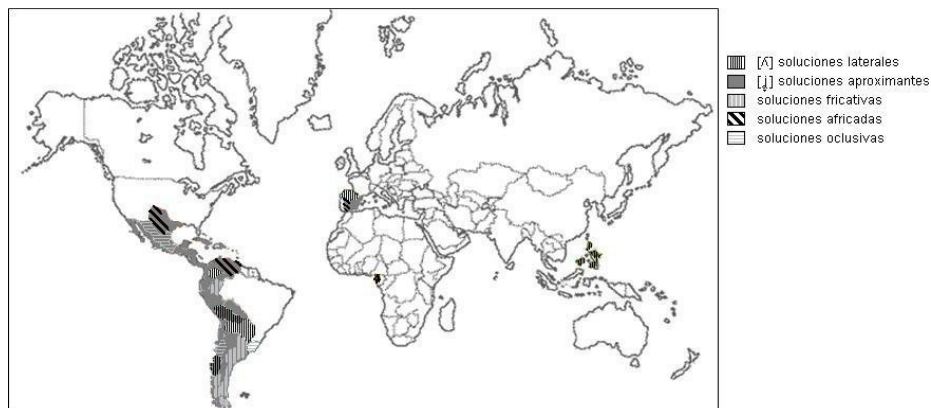 [ʎ] soluciones laterales
[ʝ̞] soluciones aproximantes
soluciones fricativas
soluciones africadas
soluciones oclusivas